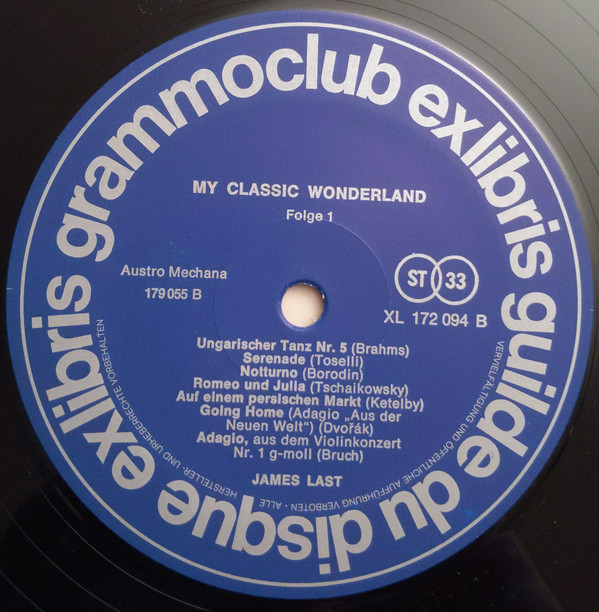 grammoclub exlibris guilde du disque ex libris
MY CLASSIC WONDERLAND
Folge 1
Austro Mechana
179 055 B
ST 33
XL 172 094 B
Ungarischer Tanz Nr. 5 (Brahms)
Serenade (Toselli)
Notturno (Borodin)
Romeo und Julia (Tschaikowsky)
Auf einem persischen Markt (Ketelby)
Going Home (Adagio „Aus der
Neuen Welt“) (Dvořák)
Adagio, aus dem Violinkonzert
Nr. 1 g-moll (Bruch)
JAMES LAST
HERSTELLER- UND URHEBERRECHTE VORBEHALTEN
VERVIELFÄLTIGUNG UND ÖFFENTLICHE AUFFÜHRUNG VERBOTEN - ALLE